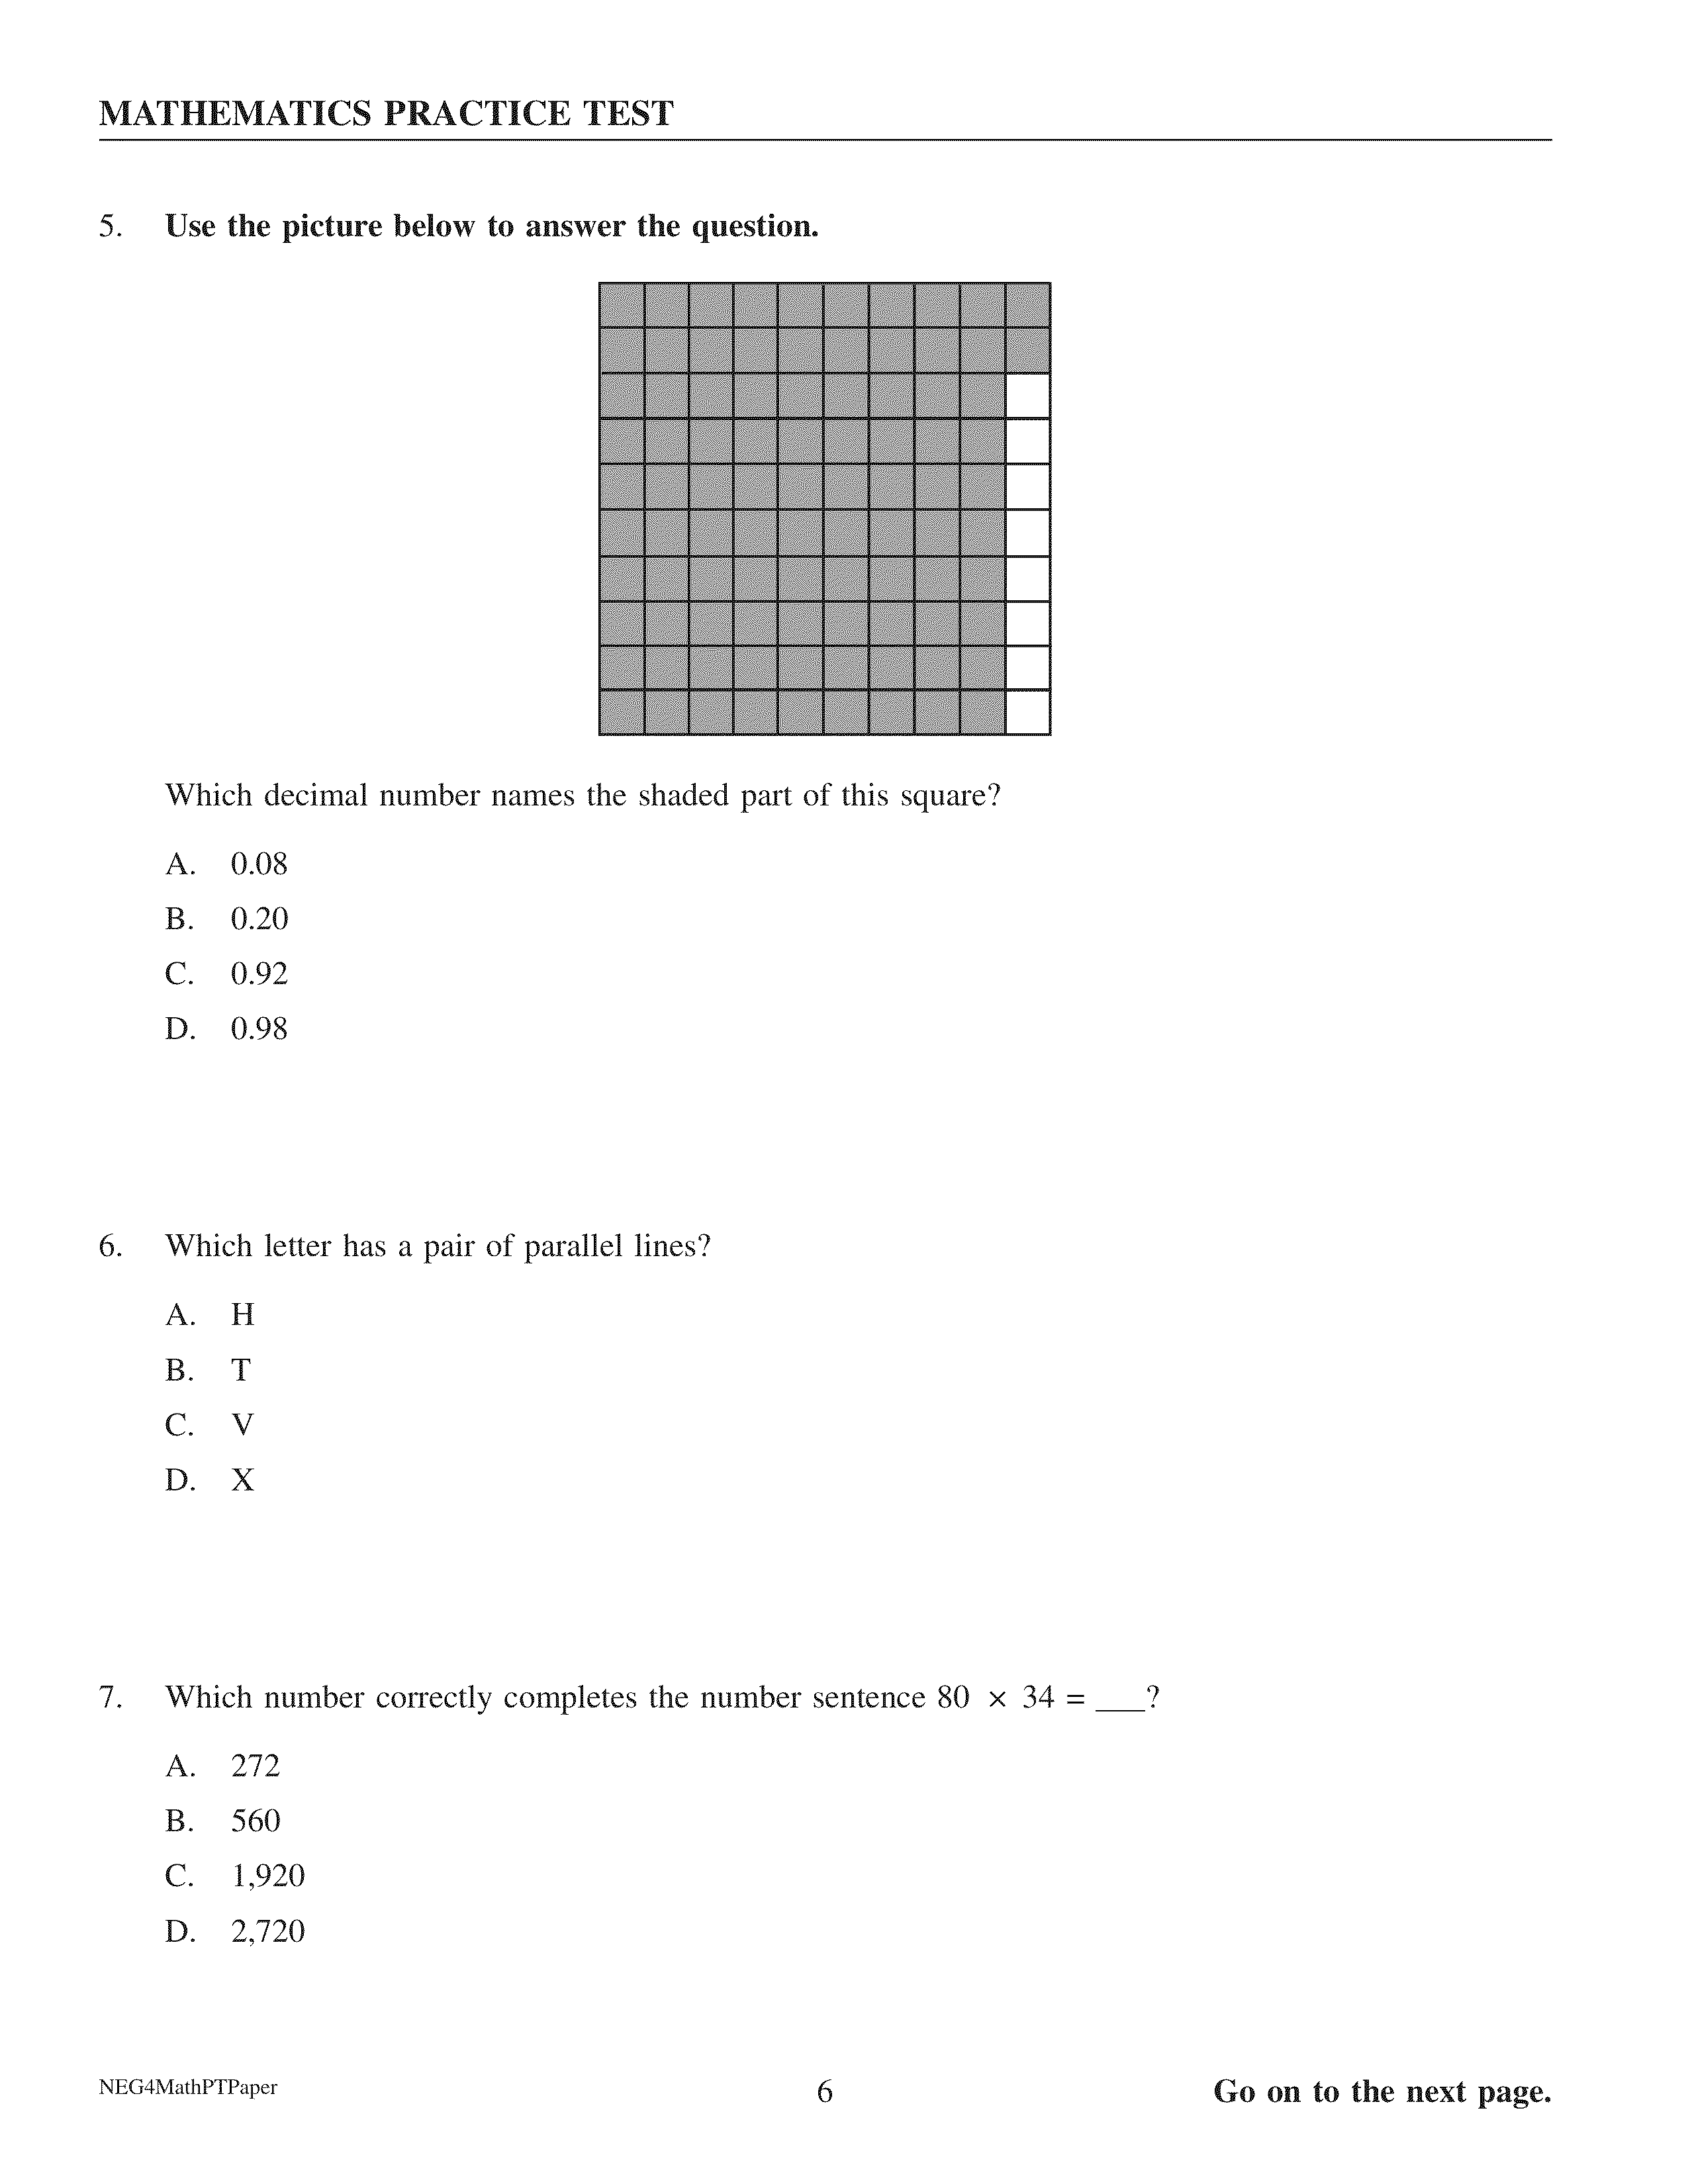 MATHEMATICS PRACTICE TEST
5. Use the picture below to answer the question.
Which decimal number names the shaded part of this square?
A. 0.08
B. 0.20
C. 0.92
D. 0.98
6. Which letter has a pair of parallel lines?
A. H
B. T
C. V
D. X
7. Which number correctly completes the number sentence 80 × 34 = ___?
A. 272
B. 560
C. 1,920
D. 2,720
NEG4MathPTPaper 6 Go on to the next page.